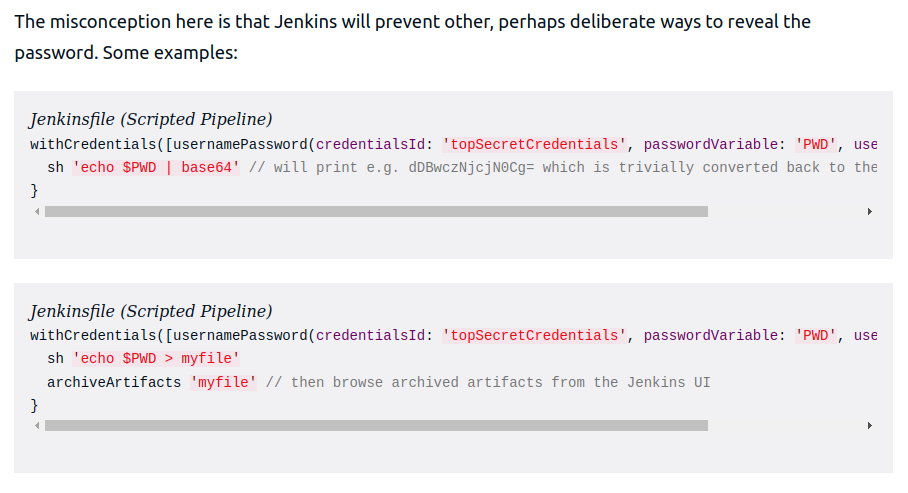 The misconception here is that Jenkins will prevent other, perhaps deliberate ways to reveal the
password. Some examples:
Jenkinsfile (Scripted Pipeline)
withCredentials([usernamePassword(credentialsId: 'topSecretCredentials', passwordVariable: 'PWD', use
  sh 'echo $PWD | base64' // will print e.g. dDBwczNjcjN0Cg= which is trivially converted back to the
}
Jenkinsfile (Scripted Pipeline)
withCredentials([usernamePassword(credentialsId: 'topSecretCredentials', passwordVariable: 'PWD', use
  sh 'echo $PWD > myfile'
  archiveArtifacts 'myfile' // then browse archived artifacts from the Jenkins UI
}